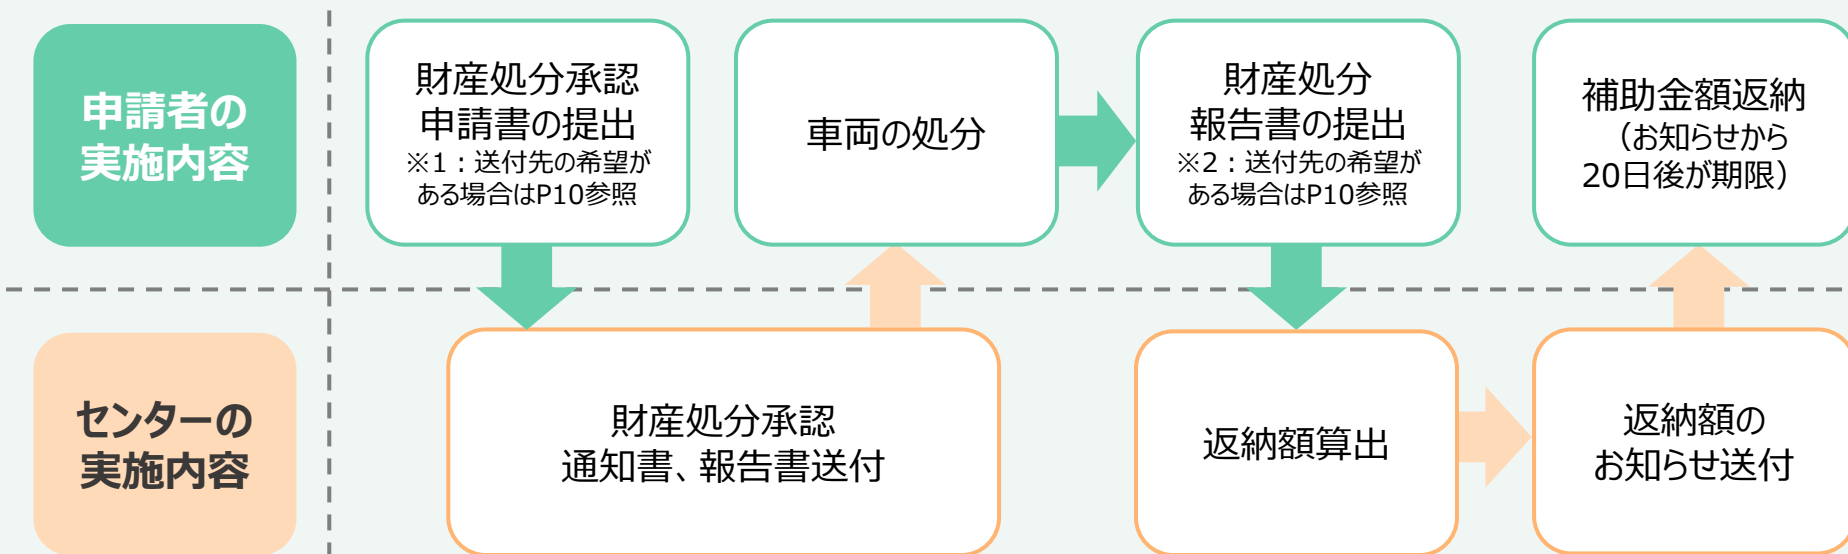 申請者の
実施内容
財産処分承認
申請書の提出
※1：送付先の希望が
ある場合はP10参照
車両の処分
財産処分
報告書の提出
※2：送付先の希望が
ある場合はP10参照
補助金額返納
（お知らせから
20日後が期限）
センターの
実施内容
財産処分承認
通知書、報告書送付
返納額算出
返納額の
お知らせ送付